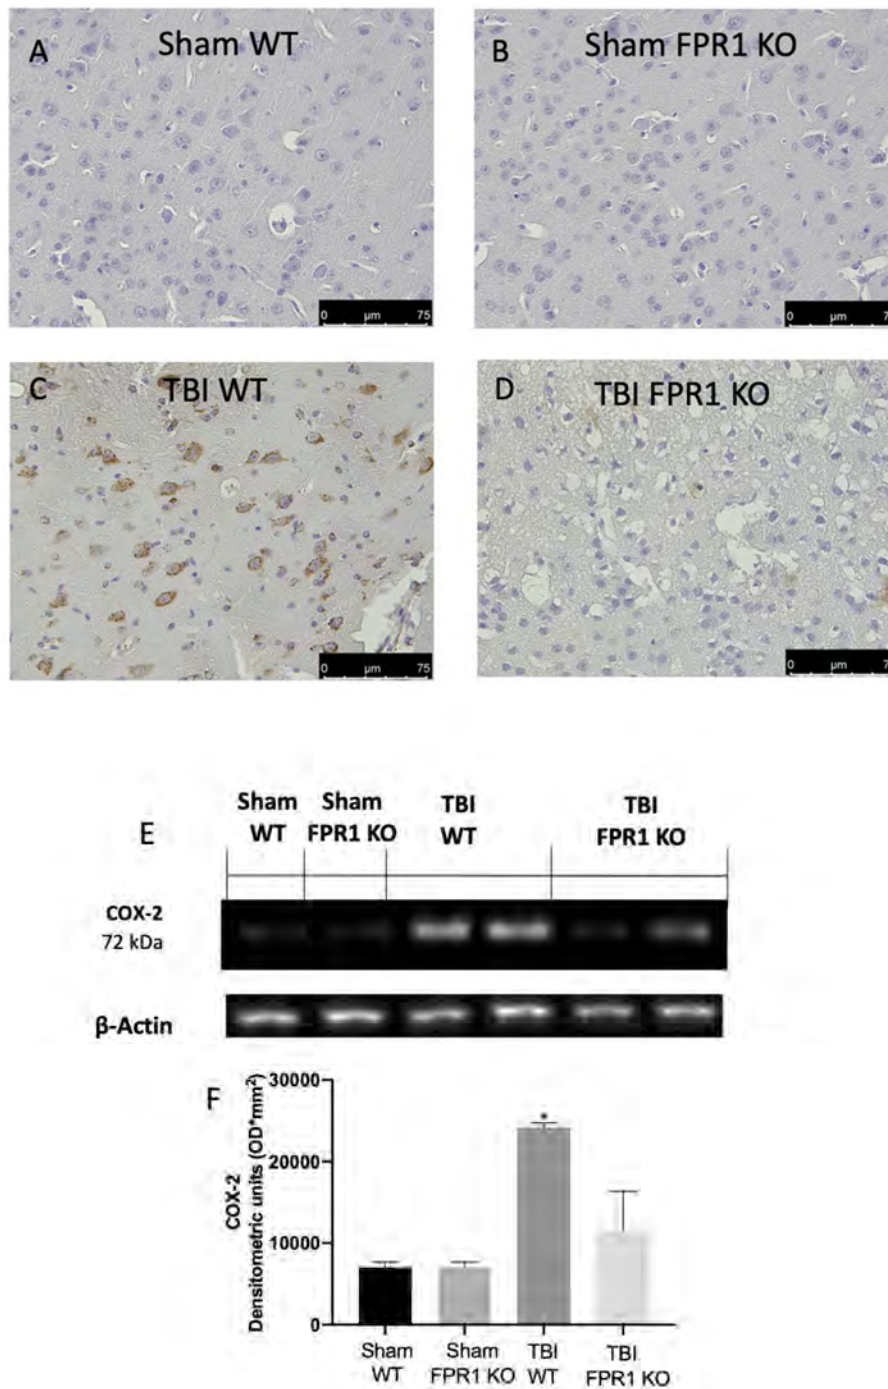 A
Sham WT
B
Sham FPR1 KO
0 µm 75
0 µm 7
C
TBI WT
D
TBI FPR1 KO
0 µm 75
0 µm 7
E
Sham Sham TBI TBI
WT FPR1 KO WT FPR1 KO
COX-2
72 kDa
β-Actin
F
COX-2
Densitometric units (OD*mm²)
30000
20000
10000
0
*
Sham Sham TBI TBI
WT FPR1 KO WT FPR1 KO